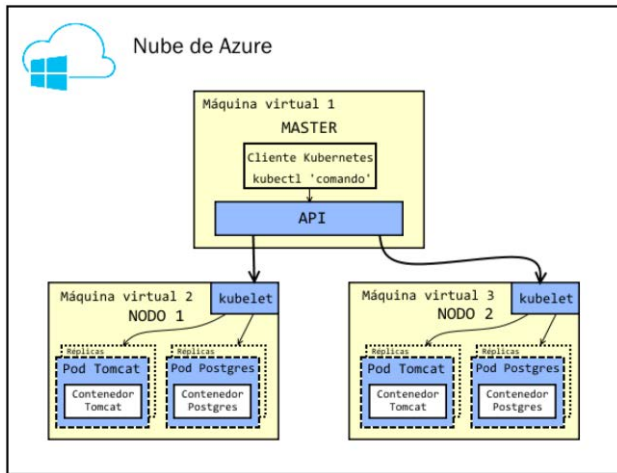 Nube de Azure
Máquina virtual 1
MASTER
Cliente Kubernetes
kubectl 'comando'
API
Máquina virtual 2
kubelet
NODO 1
Réplicas
Réplicas
Pod Tomcat
Pod Postgres
Contenedor
Tomcat
Contenedor
Postgres
Máquina virtual 3
kubelet
NODO 2
Réplicas
Réplicas
Pod Tomcat
Pod Postgres
Contenedor
Tomcat
Contenedor
Postgres